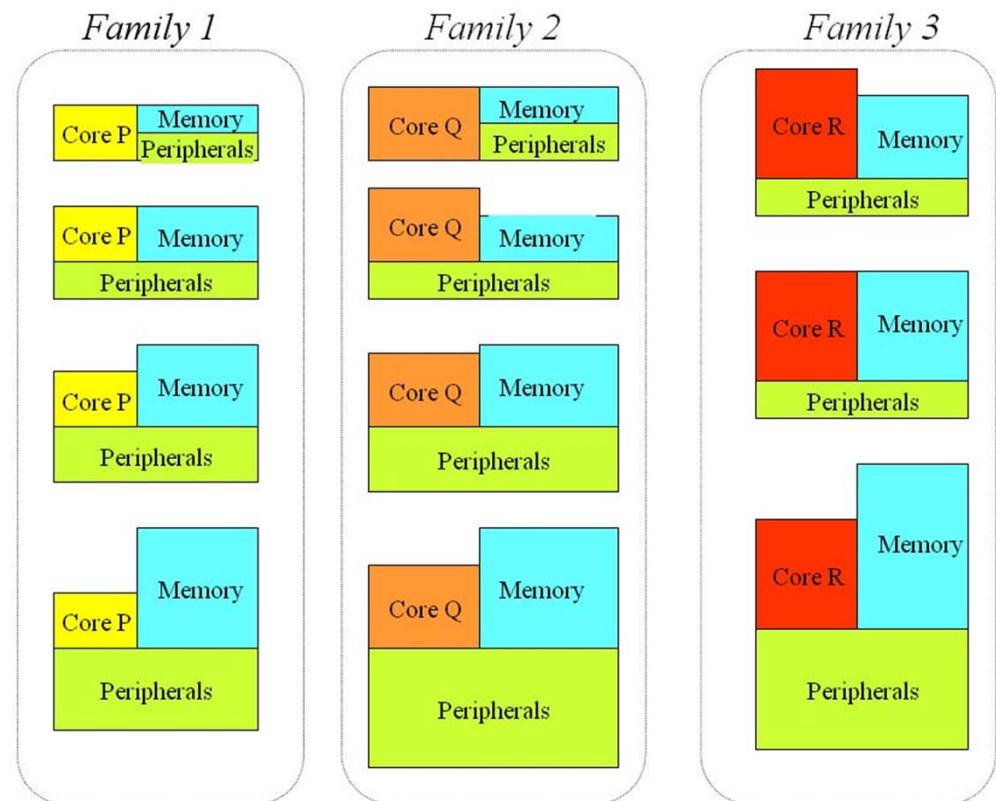 Family 1
Core P
Memory
Peripherals
Core P
Memory
Peripherals
Core P
Memory
Peripherals
Core P
Memory
Peripherals
Family 2
Core Q
Memory
Peripherals
Core Q
Memory
Peripherals
Core Q
Memory
Peripherals
Core Q
Memory
Peripherals
Family 3
Core R
Memory
Peripherals
Core R
Memory
Peripherals
Core R
Memory
Peripherals